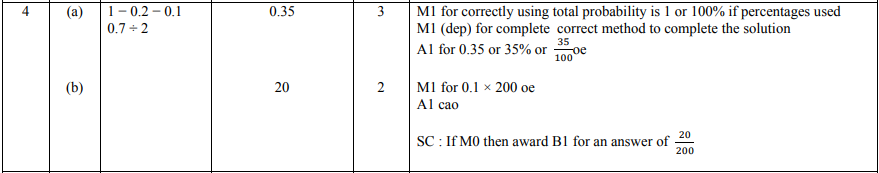 4 (a) 1 – 0.2 – 0.1 0.35 3 M1 for correctly using total probability is 1 or 100% if percentages used
0.7 ÷ 2 M1 (dep) for complete correct method to complete the solution
A1 for 0.35 or 35% or 35/100 oe
(b) 20 2 M1 for 0.1 × 200 oe
A1 cao
SC : If M0 then award B1 for an answer of 20/200